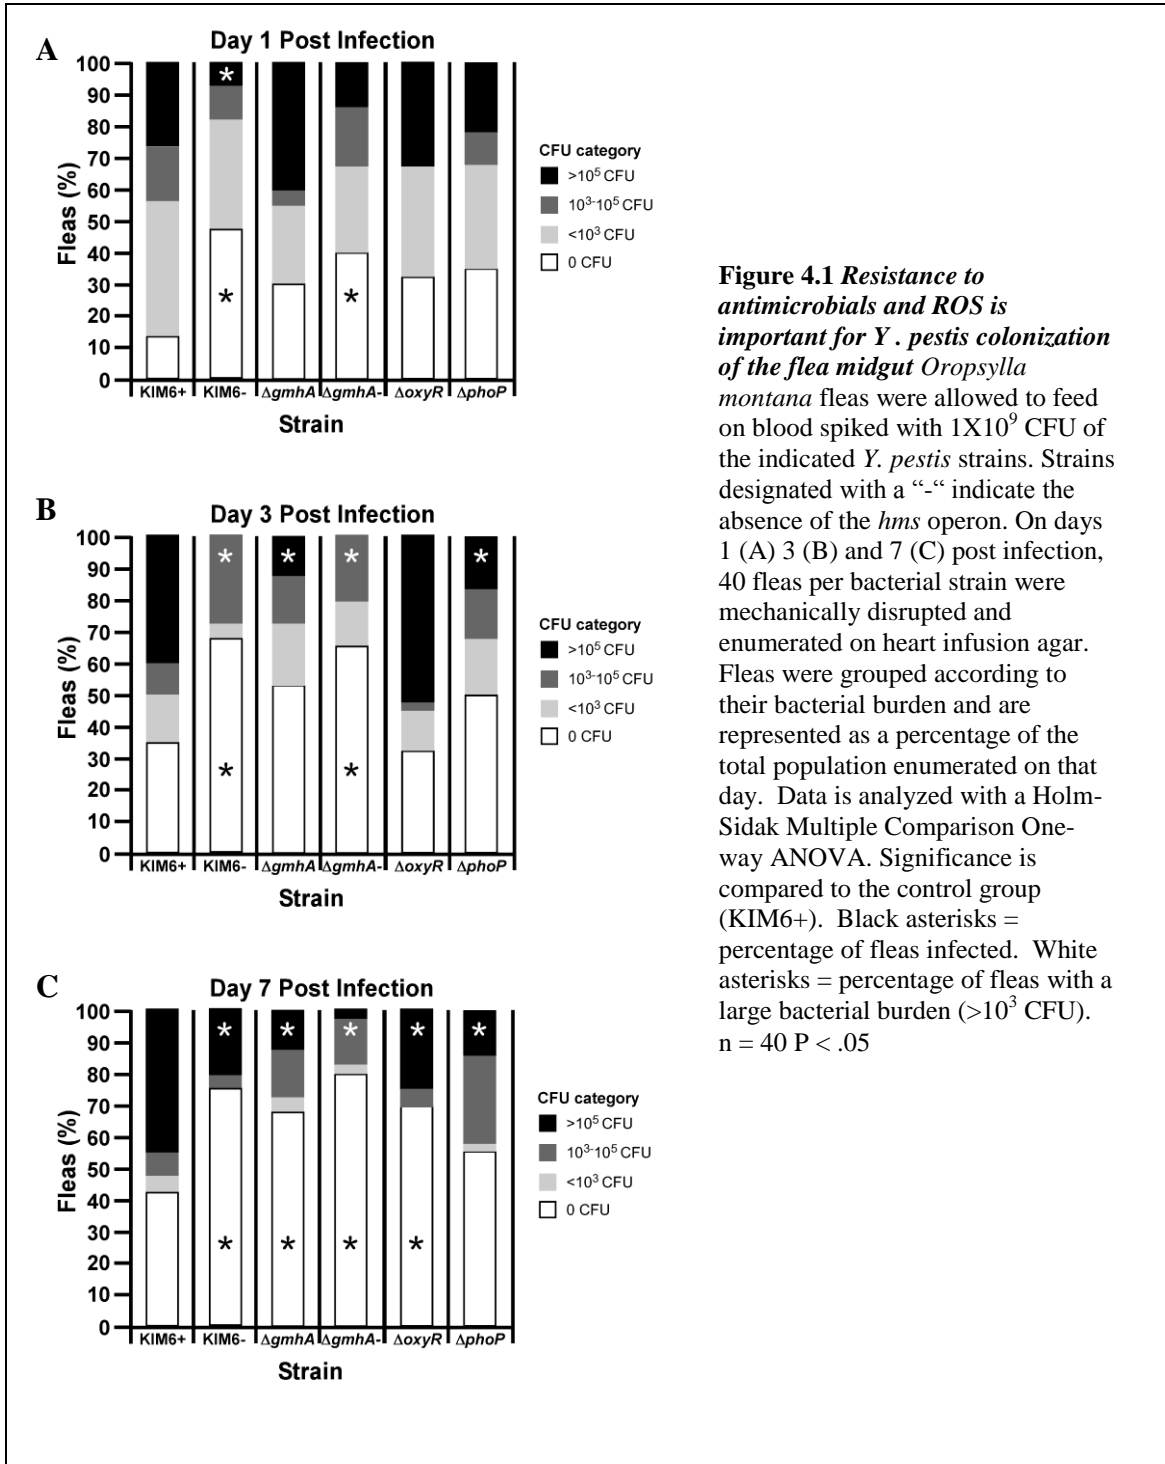 A
Day 1 Post Infection
100
90
80
70
60
50
40
30
20
10
0
Fleas (%)
*
*
*
KIM6+ KIM6- ΔgmhA ΔgmhA- ΔoxyR ΔphoP
Strain
CFU category
>10⁵ CFU
10³-10⁵ CFU
<10³ CFU
0 CFU
B
Day 3 Post Infection
100
90
80
70
60
50
40
30
20
10
0
Fleas (%)
* * * *
* *
KIM6+ KIM6- ΔgmhA ΔgmhA- ΔoxyR ΔphoP
Strain
CFU category
>10⁵ CFU
10³-10⁵ CFU
<10³ CFU
0 CFU
C
Day 7 Post Infection
100
90
80
70
60
50
40
30
20
10
0
Fleas (%)
* * * * *
* * * *
KIM6+ KIM6- ΔgmhA ΔgmhA- ΔoxyR ΔphoP
Strain
CFU category
>10⁵ CFU
10³-10⁵ CFU
<10³ CFU
0 CFU
Figure 4.1 Resistance to
antimicrobials and ROS is
important for Y . pestis colonization
of the flea midgut Oropsylla
montana fleas were allowed to feed
on blood spiked with 1X10⁹ CFU of
the indicated Y. pestis strains. Strains
designated with a “-“ indicate the
absence of the hms operon. On days
1 (A) 3 (B) and 7 (C) post infection,
40 fleas per bacterial strain were
mechanically disrupted and
enumerated on heart infusion agar.
Fleas were grouped according to
their bacterial burden and are
represented as a percentage of the
total population enumerated on that
day. Data is analyzed with a Holm-
Sidak Multiple Comparison One-
way ANOVA. Significance is
compared to the control group
(KIM6+). Black asterisks =
percentage of fleas infected. White
asterisks = percentage of fleas with a
large bacterial burden (>10³ CFU).
n = 40 P < .05